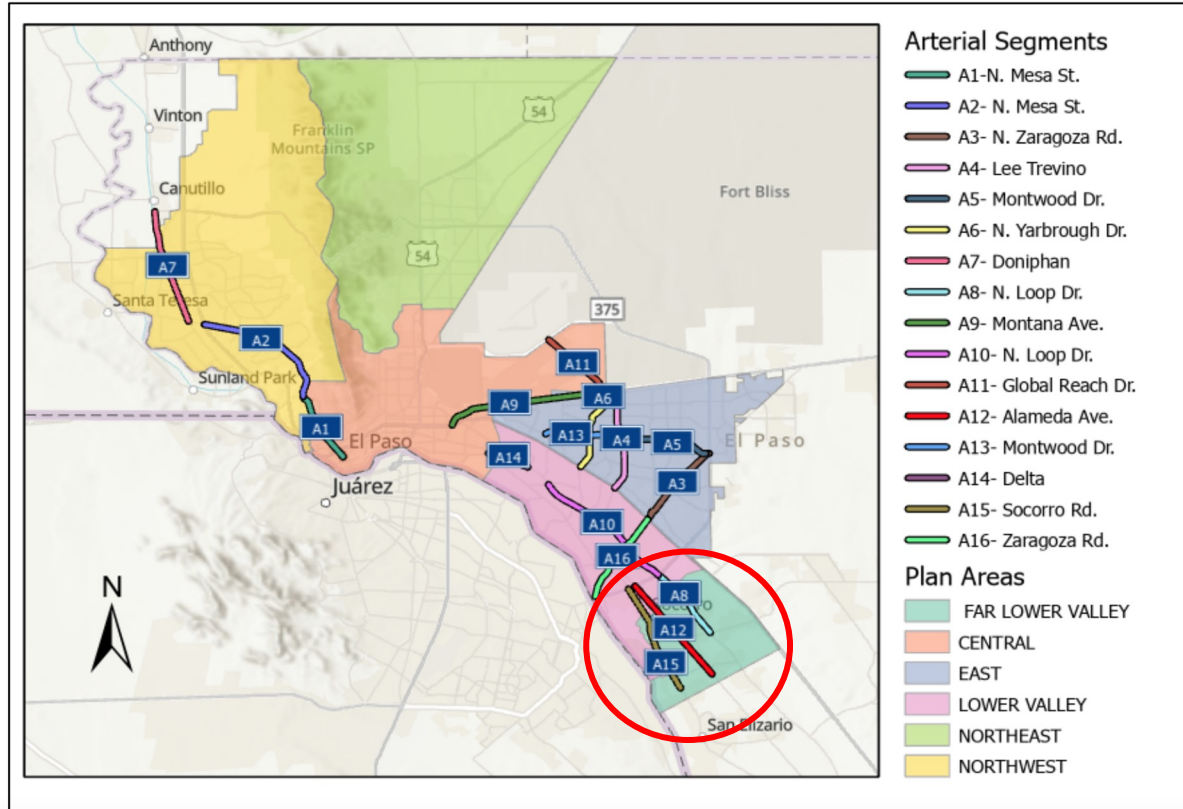 Anthony
Vinton
Franklin
Mountains SP
54
Canutillo
Fort Bliss
54
A7
Santa Teresa
375
A2
A11
Sunland Park
A6
A9
A1
El Paso
A13
A4
A5
El Paso
A14
Juárez
A3
A10
A16
N
A8
Socorro
A12
A15
San Elizario
Arterial Segments
A1-N. Mesa St.
A2- N. Mesa St.
A3- N. Zaragoza Rd.
A4- Lee Trevino
A5- Montwood Dr.
A6- N. Yarbrough Dr.
A7- Doniphan
A8- N. Loop Dr.
A9- Montana Ave.
A10- N. Loop Dr.
A11- Global Reach Dr.
A12- Alameda Ave.
A13- Montwood Dr.
A14- Delta
A15- Socorro Rd.
A16- Zaragoza Rd.
Plan Areas
FAR LOWER VALLEY
CENTRAL
EAST
LOWER VALLEY
NORTHEAST
NORTHWEST